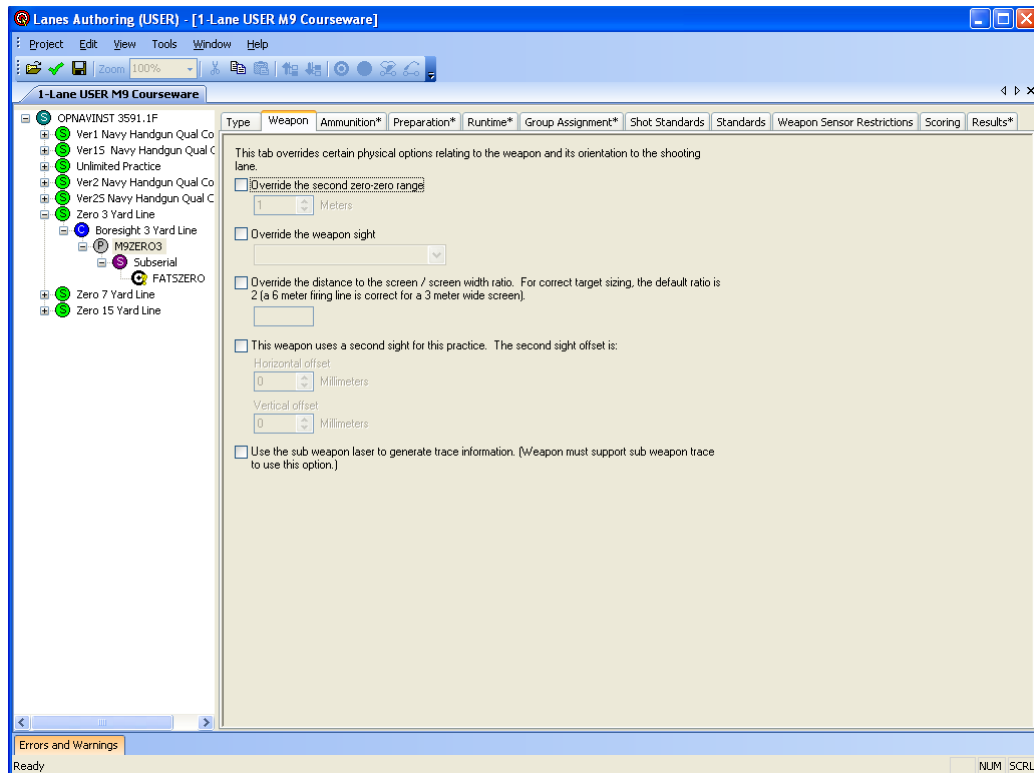 Lanes Authoring (USER) - [1-Lane USER M9 Courseware]
Project Edit View Tools Window Help
Zoom 100%
1-Lane USER M9 Courseware
OPNAVINST 3591.1F
Ver1 Navy Handgun Qual Co
Ver1S Navy Handgun Qual C
Unlimited Practice
Ver2 Navy Handgun Qual Co
Ver2S Navy Handgun Qual C
Zero 3 Yard Line
Boresight 3 Yard Line
M9ZERO3
Subserial
FATSZERO
Zero 7 Yard Line
Zero 15 Yard Line
Type Weapon Ammunition* Preparation* Runtime* Group Assignment* Shot Standards Standards Weapon Sensor Restrictions Scoring Results*
This tab overrides certain physical options relating to the weapon and its orientation to the shooting
lane.
Override the second zero-zero range
1 Meters
Override the weapon sight
Override the distance to the screen / screen width ratio. For correct target sizing, the default ratio is
2 (a 6 meter firing line is correct for a 3 meter wide screen).
This weapon uses a second sight for this practice. The second sight offset is:
Horizontal offset
0 Millimeters
Vertical offset
0 Millimeters
Use the sub weapon laser to generate trace information. (Weapon must support sub weapon trace
to use this option.)
Errors and Warnings
Ready NUM SCRL